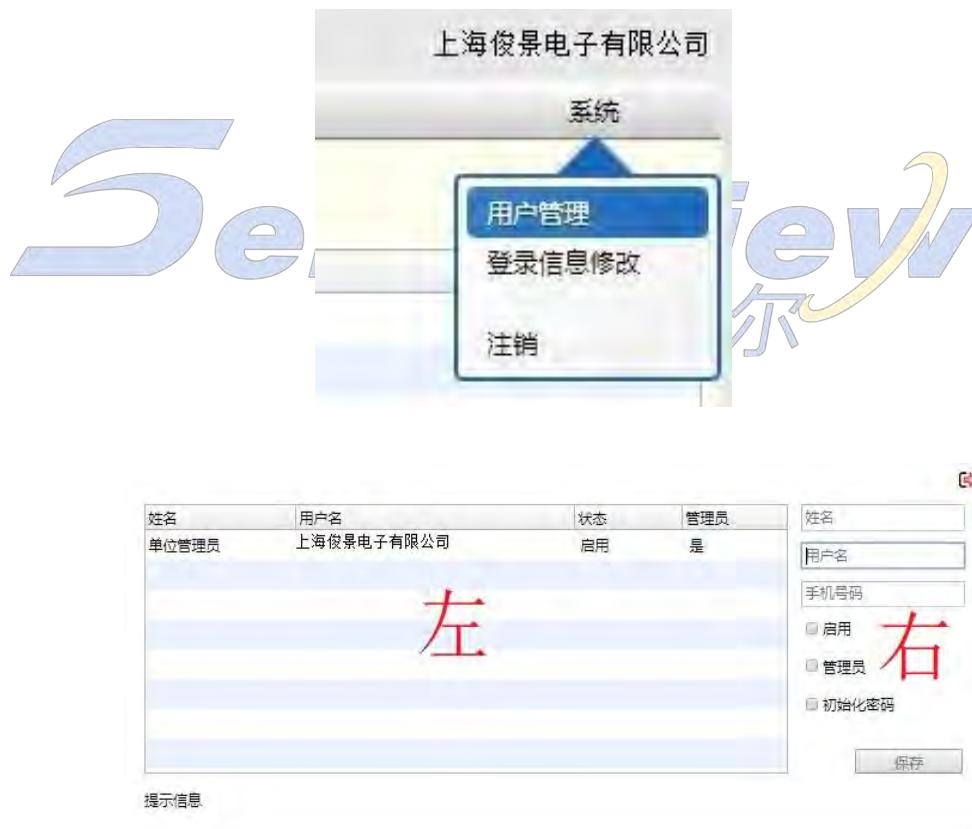 上海俊景电子有限公司
系统
用户管理
登录信息修改
注销
尔
姓名 用户名 状态 管理员
单位管理员 上海俊景电子有限公司 启用 是
左
姓名
用户名
手机号码
启用
管理员
初始化密码
右
保存
提示信息